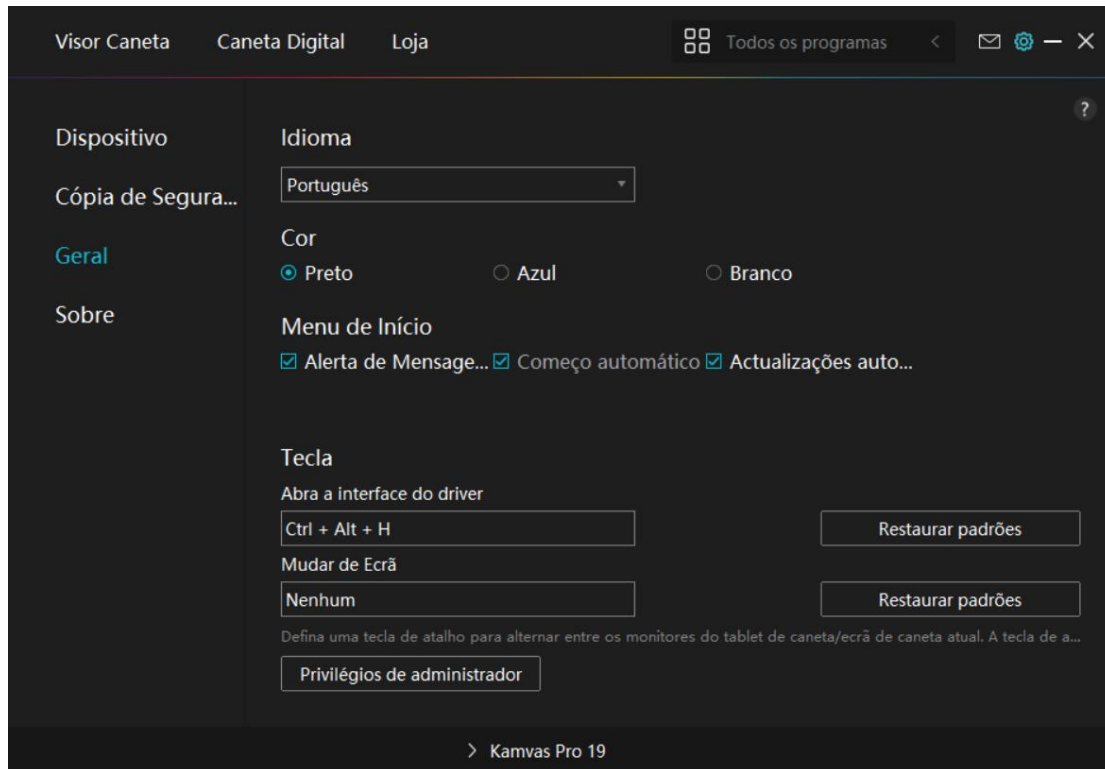 Visor Caneta Caneta Digital Loja Todos os programas
?
Dispositivo
Cópia de Segura...
Geral
Sobre
Idioma
Português
Cor
Preto Azul Branco
Menu de Início
Alerta de Mensage... Começo automático Actualizações auto...
Tecla
Abra a interface do driver
Ctrl + Alt + H Restaurar padrões
Mudar de Ecrã
Nenhum Restaurar padrões
Defina uma tecla de atalho para alternar entre os monitores do tablet de caneta/ecrã de caneta atual. A tecla de a...
Privilégios de administrador
Kamvas Pro 19